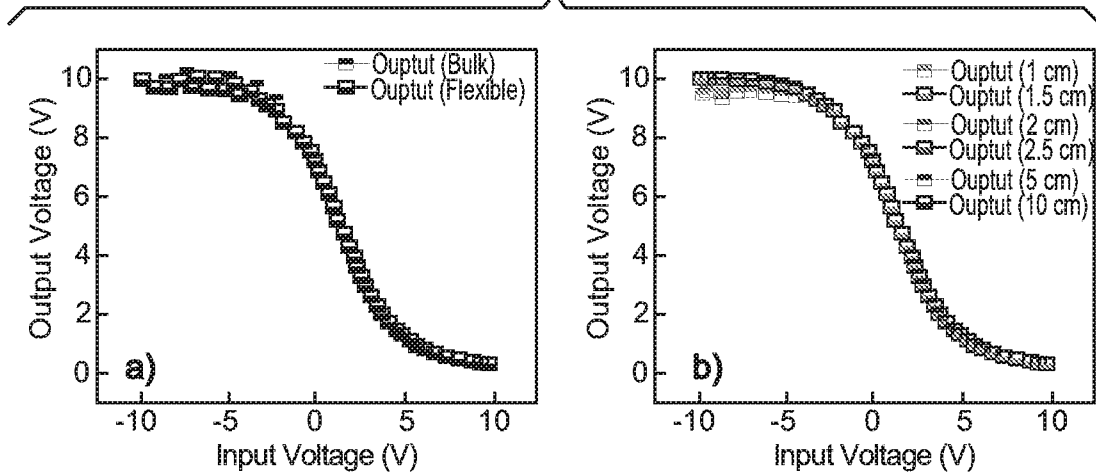 Ouptut (Bulk)
Ouptut (Flexible)
Output Voltage (V)
10
8
6
4
2
0
a)
-10 -5 0 5 10
Input Voltage (V)
Ouptut (1 cm)
Ouptut (1.5 cm)
Ouptut (2 cm)
Ouptut (2.5 cm)
Ouptut (5 cm)
Ouptut (10 cm)
Output Voltage (V)
10
8
6
4
2
0
b)
-10 -5 0 5 10
Input Voltage (V)